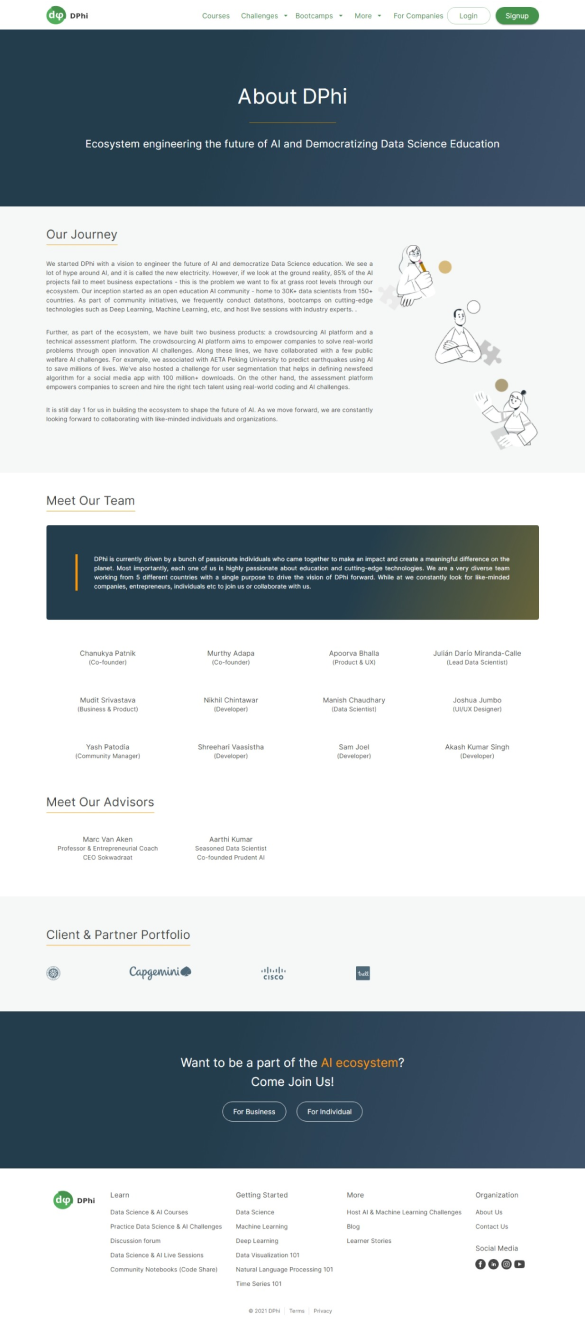 dφ DPhi
Courses Challenges Bootcamps More For Companies Login Signup
About DPhi
Ecosystem engineering the future of AI and Democratizing Data Science Education
Our Journey
We started DPhi with a vision to engineer the future of AI and democratize Data Science education. We see a
lot of hype around AI, and it is called the new electricity. However, if we look at the ground reality, 85% of the AI
projects fail to meet business expectations - this is the problem we want to fix at grass root levels through our
ecosystem. Our inception started as an open education AI community - home to 30K+ data scientists from 150+
countries. As part of community initiatives, we frequently conduct datathons, bootcamps on cutting-edge
technologies such as Deep Learning, Machine Learning, etc, and host live sessions with industry experts. .
Further, as part of the ecosystem, we have built two business products: a crowdsourcing AI platform and a
technical assessment platform. The crowdsourcing AI platform aims to empower companies to solve real-world
problems through open innovation AI challenges. Along these lines, we have collaborated with a few public
welfare AI challenges. For example, we associated with AETA Peking University to predict earthquakes using AI
to save millions of lives. We've also hosted a challenge for user segmentation that helps in defining newsfeed
algorithm for a social media app with 100 million+ downloads. On the other hand, the assessment platform
empowers companies to screen and hire the right tech talent using real-world coding and AI challenges.
It is still day 1 for us in building the ecosystem to shape the future of AI. As we move forward, we are constantly
looking forward to collaborating with like-minded individuals and organizations.
Meet Our Team
DPhi is currently driven by a bunch of passionate individuals who came together to make an impact and create a meaningful difference on the
planet. Most importantly, each one of us is highly passionate about education and cutting-edge technologies. We are a very diverse team
working from 5 different countries with a single purpose to drive the vision of DPhi forward. While at we constantly look for like-minded
companies, entrepreneurs, individuals etc to join us or collaborate with us.
Chanukya Patnik Murthy Adapa Apoorva Bhalla Julián Darío Miranda-Calle
(Co-founder) (Co-founder) (Product & UX) (Lead Data Scientist)
Mudit Srivastava Nikhil Chintawar Manish Chaudhary Joshua Jumbo
(Business & Product) (Developer) (Data Scientist) (UI/UX Designer)
Yash Patodia Shreehari Vaasistha Sam Joel Akash Kumar Singh
(Community Manager) (Developer) (Developer) (Developer)
Meet Our Advisors
Marc Van Aken Aarthi Kumar
Professor & Entrepreneurial Coach Seasoned Data Scientist
CEO Sokwadraat Co-founded Prudent AI
Client & Partner Portfolio
Capgemini CISCO
Want to be a part of the AI ecosystem?
Come Join Us!
For Business For Individual
dφ DPhi
Learn Getting Started More Organization
Data Science & AI Courses Data Science Host AI & Machine Learning Challenges About Us
Practice Data Science & AI Challenges Machine Learning Blog Contact Us
Discussion forum Deep Learning Learner Stories
Social Media
Data Science & AI Live Sessions Data Visualization 101
Community Notebooks (Code Share) Natural Language Processing 101
Time Series 101
© 2021 DPhi | Terms | Privacy